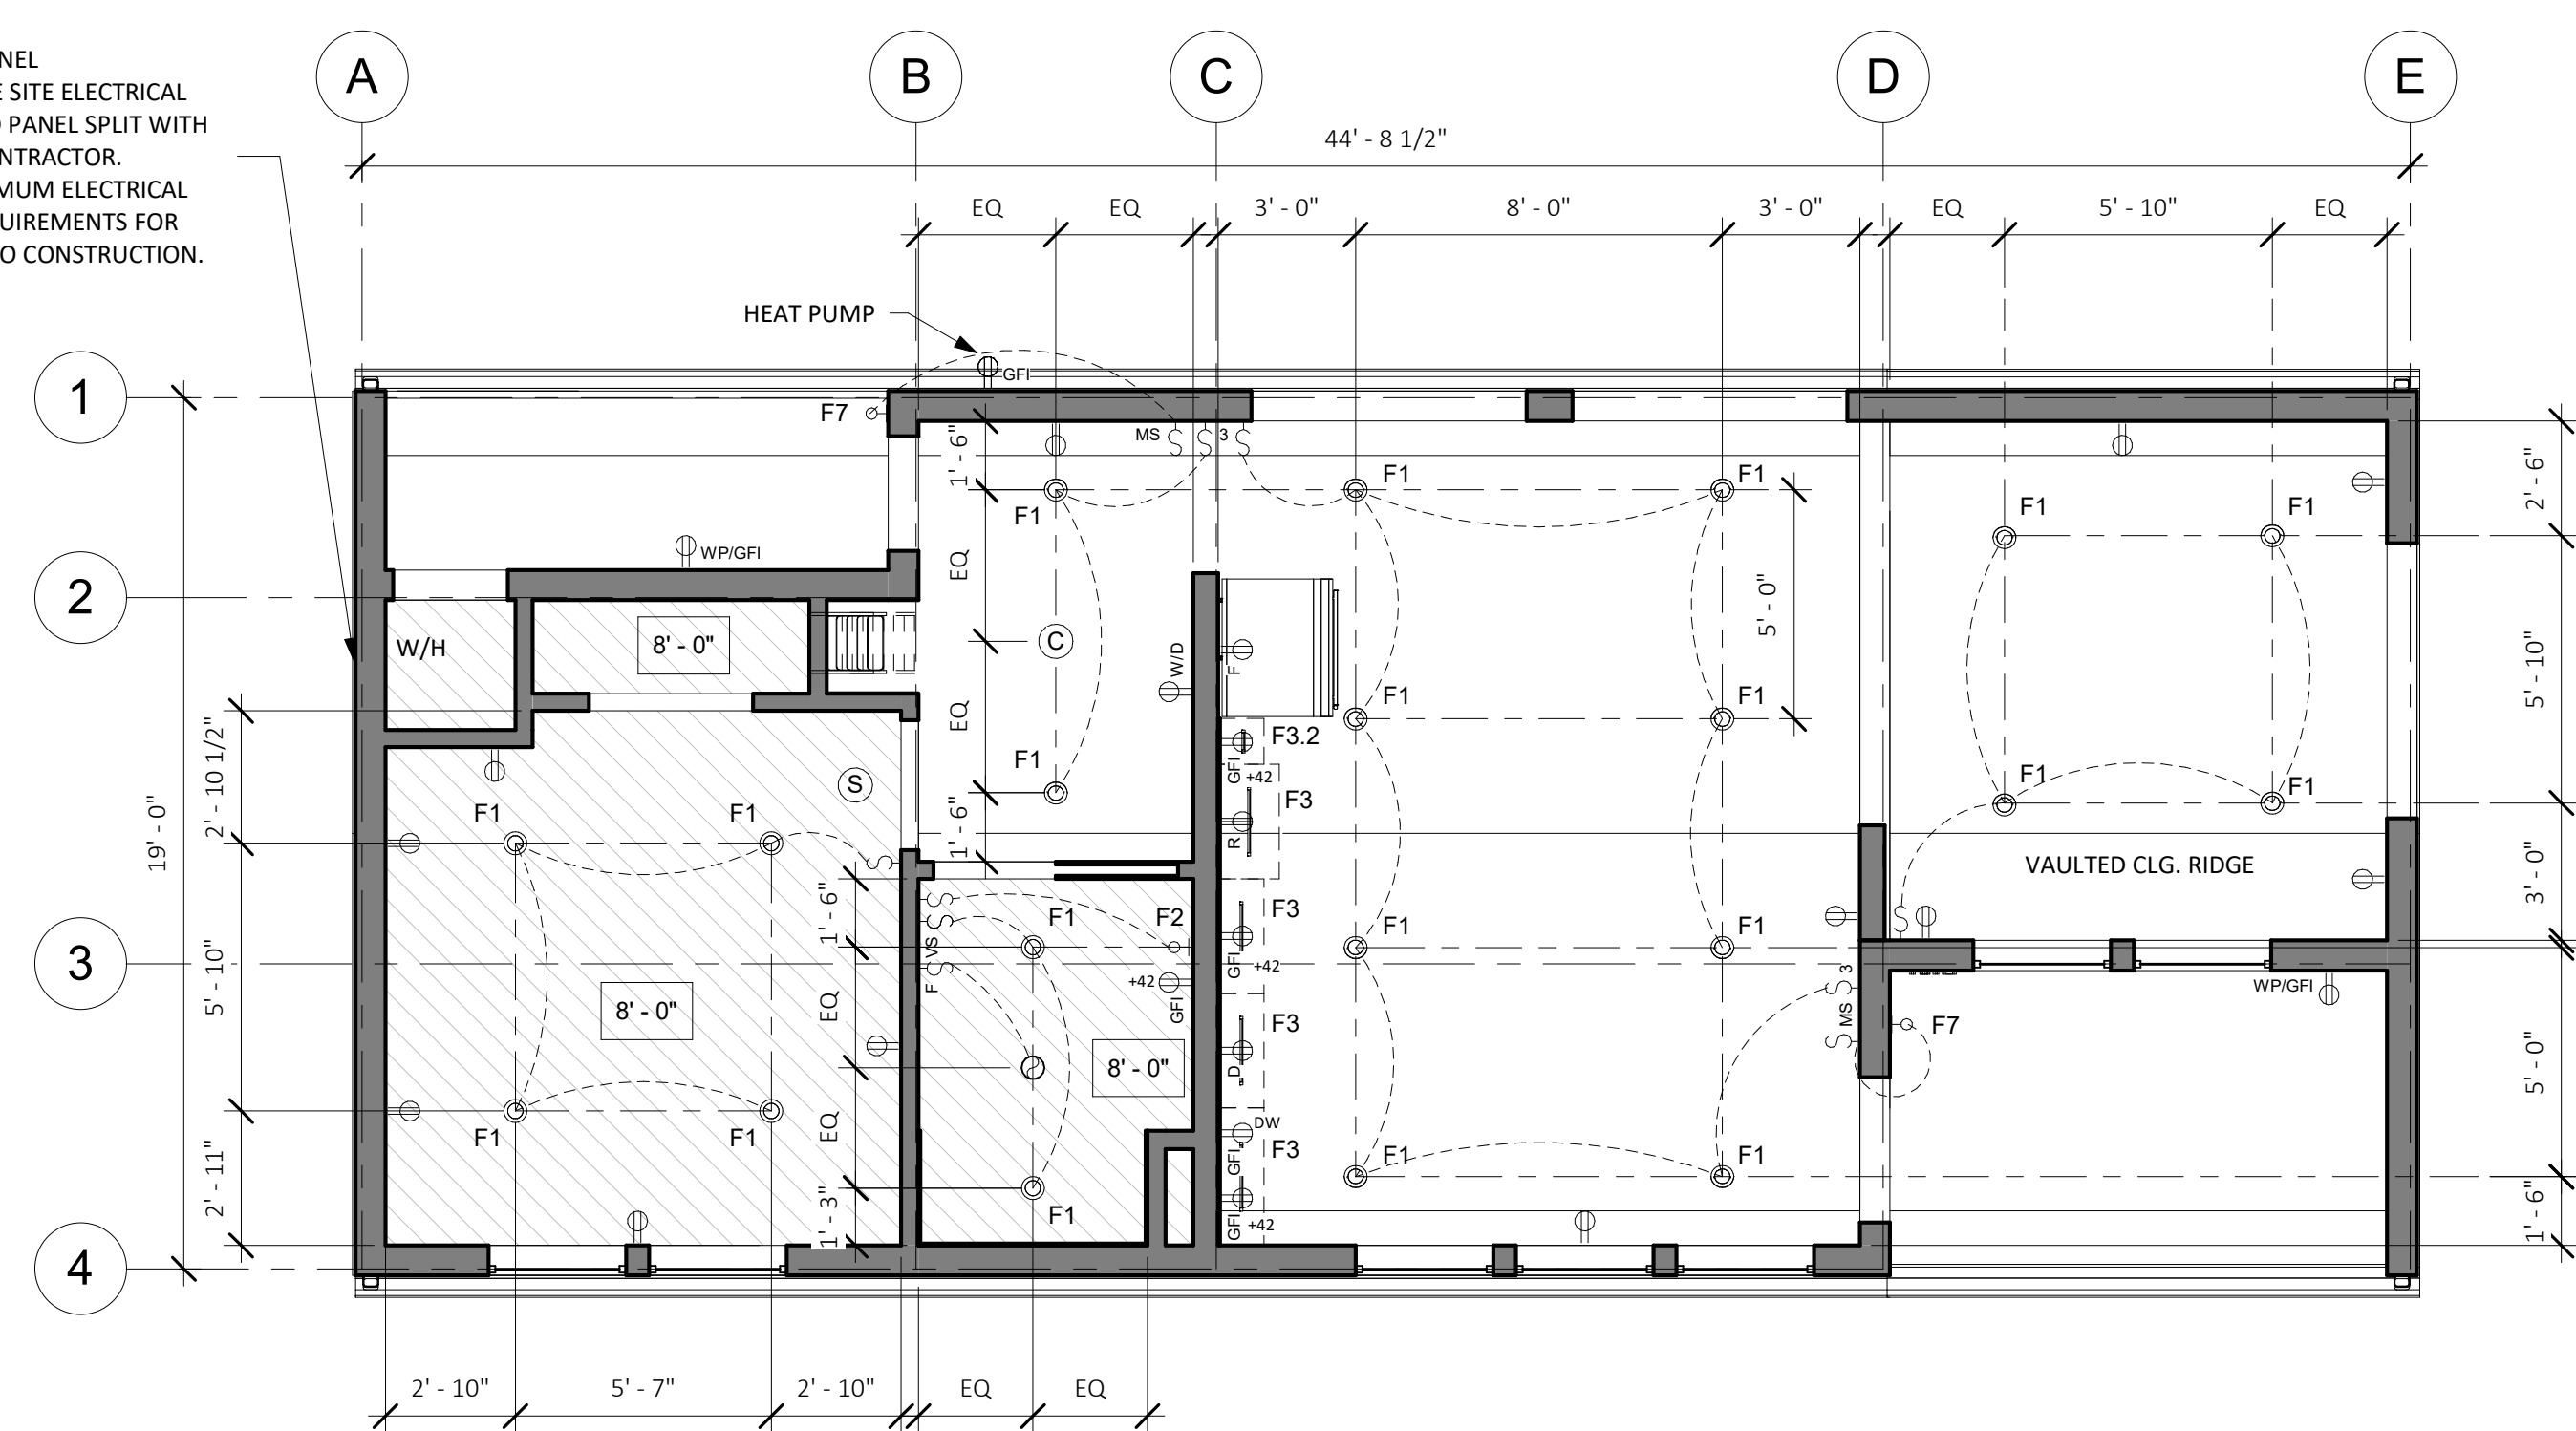 A
B
C
D
E
NEL
E SITE ELECTRICAL
PANEL SPLIT WITH
NTRACTOR.
MUM ELECTRICAL
UIREMENTS FOR
O CONSTRUCTION.
44' - 8 1/2"
EQ
EQ
3' - 0"
8' - 0"
3' - 0"
EQ
5' - 10"
EQ
HEAT PUMP
GFI
1
F7
MS
3
1' - 6"
2' - 6"
F1
F1
F1
F1
F1
WP/GFI
EQ
2
5' - 0"
W/H
8' - 0"
C
W/D
F
5' - 10"
F1
F1
EQ
2' - 10 1/2"
F3.2
GFI
+42
F1
S
F1
F1
F3
F1
F1
19' - 0"
R
1' - 6"
VAULTED CLG. RIDGE
3' - 0"
1' - 6"
F1
F2
F3
F1
F1
VS
3
5' - 10"
F
+42
GFI
GFI
+42
3
WP/GFI
EQ
8' - 0"
MS
F3
F7
8' - 0"
D
5' - 0"
EQ
F1
F1
DW
F3
GFI
F1
F1
2' - 11"
1' - 3"
F1
GFI
+42
1' - 6"
4
2' - 10"
5' - 7"
2' - 10"
EQ
EQ